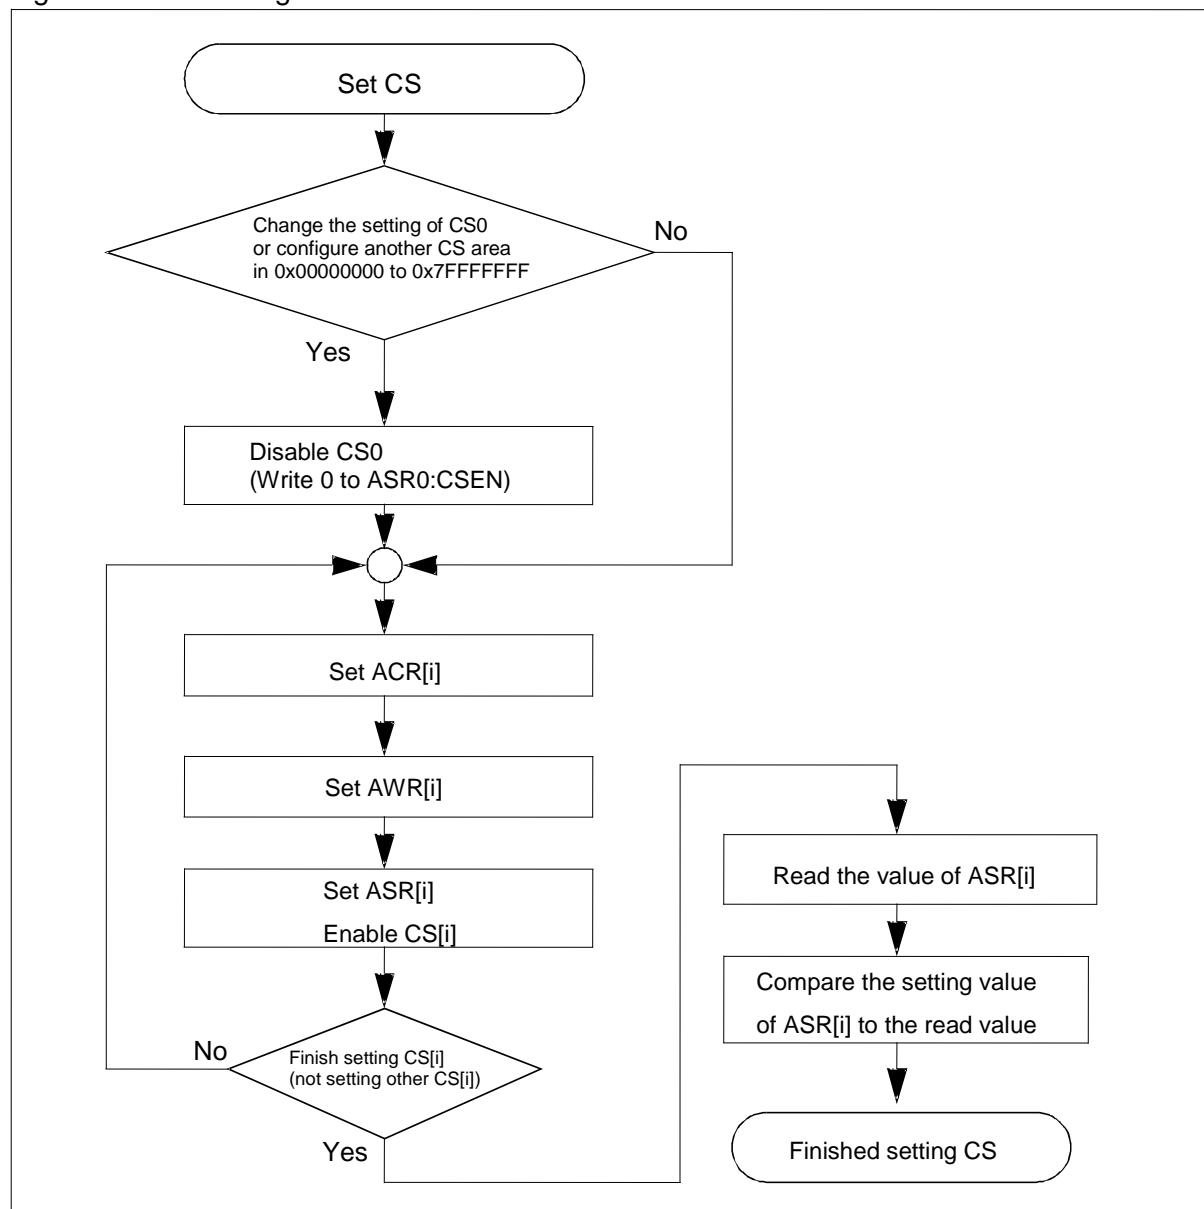 Set CS
Change the setting of CS0
or configure another CS area
in 0x00000000 to 0x7FFFFFFF
No
Yes
Disable CS0
(Write 0 to ASR0:CSEN)
Set ACR[i]
Set AWR[i]
Set ASR[i]
Enable CS[i]
No
Finish setting CS[i]
(not setting other CS[i])
Yes
Read the value of ASR[i]
Compare the setting value
of ASR[i] to the read value
Finished setting CS